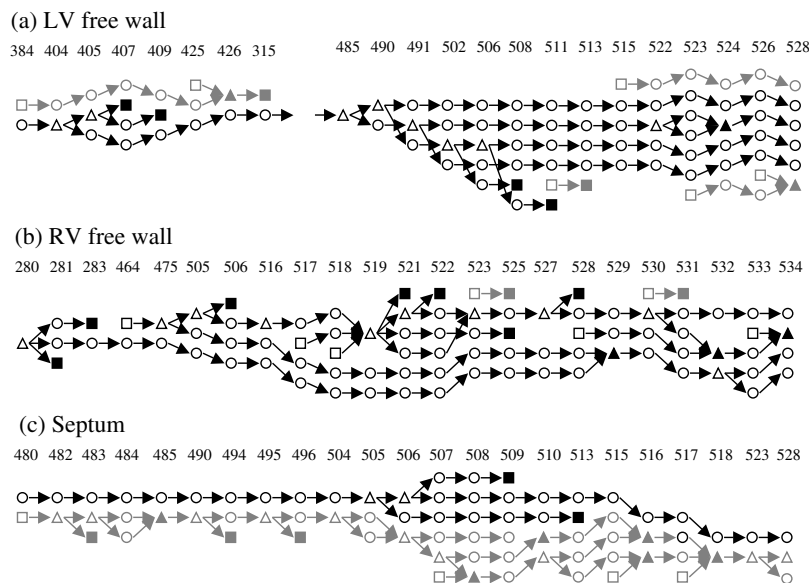 (a) LV free wall
384 404 405 407 409 425 426 315 485 490 491 502 506 508 511 513 515 522 523 524 526 528
(b) RV free wall
280 281 283 464 475 505 506 516 517 518 519 521 522 523 525 527 528 529 530 531 532 533 534
(c) Septum
480 482 483 484 485 490 494 495 496 504 505 506 507 508 509 510 513 515 516 517 518 523 528